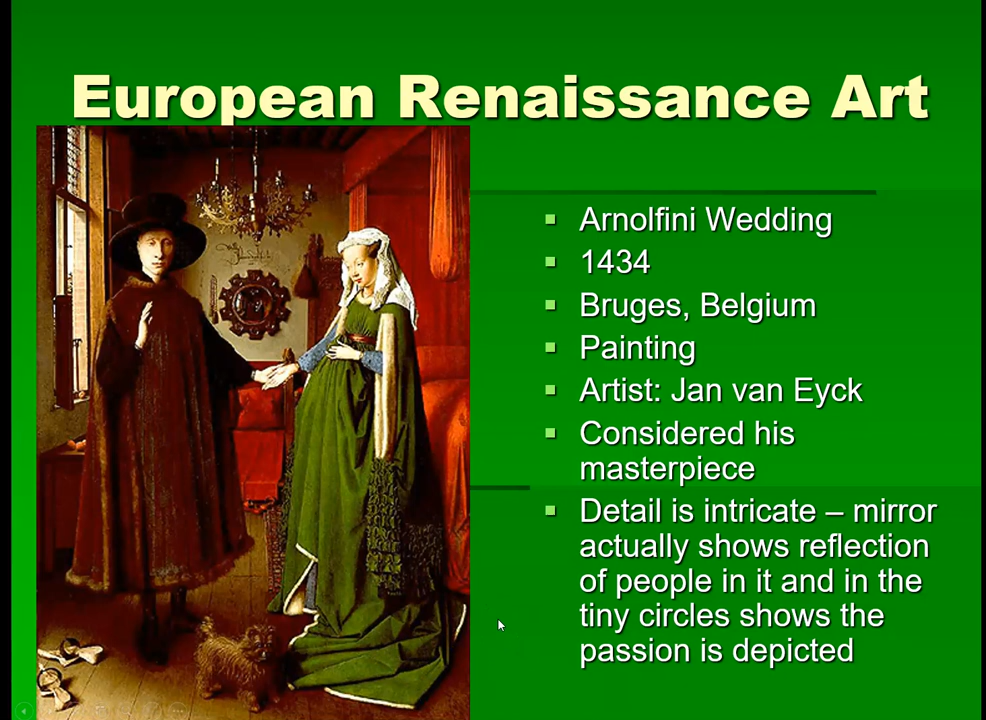 European Renaissance Art
Arnolfini Wedding
1434
Bruges, Belgium
Painting
Artist: Jan van Eyck
Considered his
masterpiece
Detail is intricate – mirror
actually shows reflection
of people in it and in the
tiny circles shows the
passion is depicted